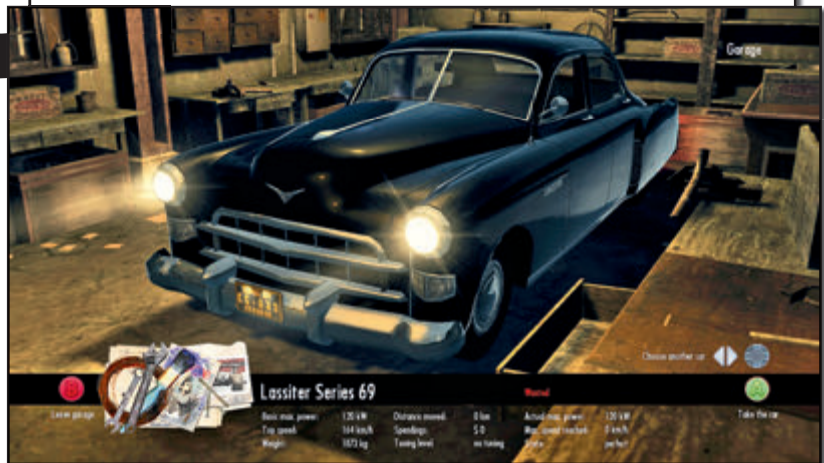 Garage
Choose another car
B
Leave garage
Lassiter Series 69
Wanted
A
Take the car
Basic max. power: 120 kW Distance moved: 0 km Actual max. power: 120 kW
Top speed: 164 km/h Spendings: $ 0 Max. speed reached: 0 km/h
Weight: 1873 kg Tuning level: no tuning State: perfect